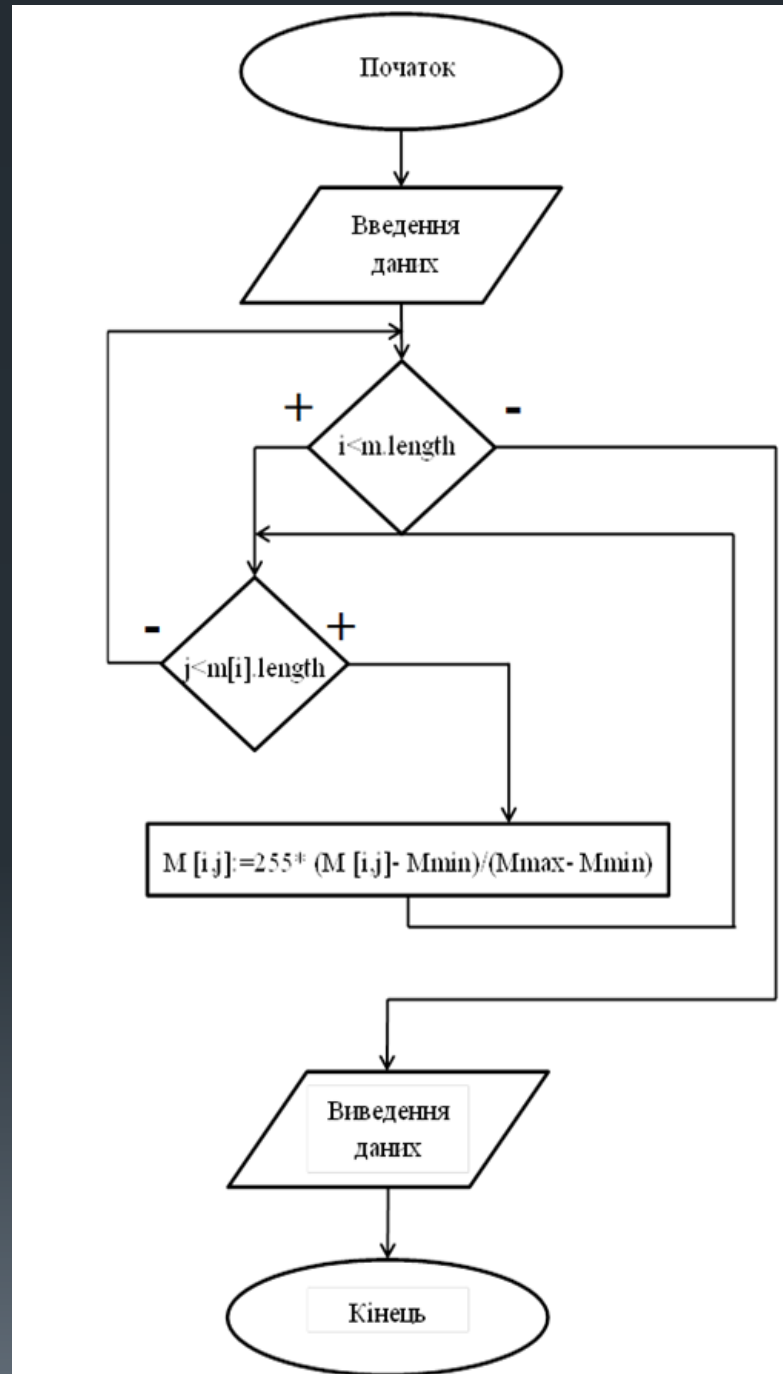 Початок
Введення
даних
+
-
i<m.length
-
+
j<m[i].length
M [i,j]:=255* (M [i,j]- Mmin)/(Mmax- Mmin)
Виведення
даних
Кінець